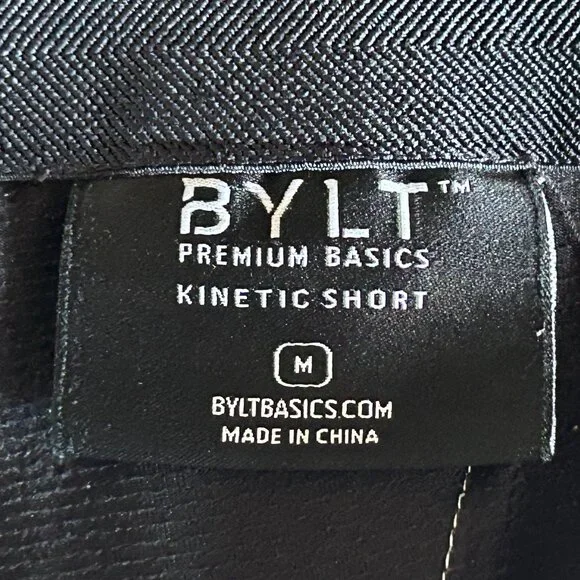 BYLT™
PREMIUM BASICS
KINETIC SHORT
M
BYLTBASICS.COM
MADE IN CHINA